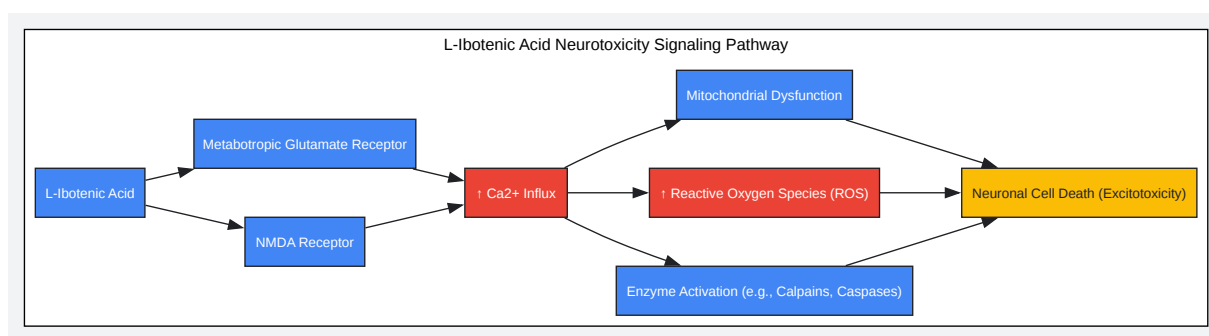 L-Ibotenic Acid Neurotoxicity Signaling Pathway
L-Ibotenic Acid
Metabotropic Glutamate Receptor
NMDA Receptor
↑ Ca2+ Influx
Mitochondrial Dysfunction
↑ Reactive Oxygen Species (ROS)
Enzyme Activation (e.g., Calpains, Caspases)
Neuronal Cell Death (Excitotoxicity)